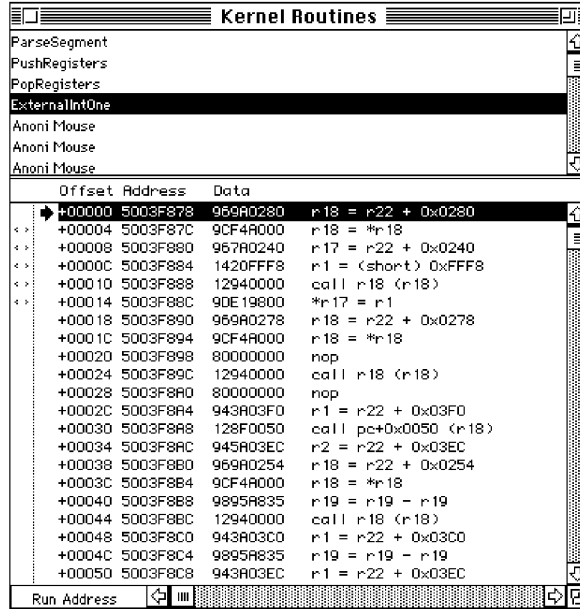 Kernel Routines
ParseSegment
PushRegisters
PopRegisters
ExternalIntOne
Anoni Mouse
Anoni Mouse
Anoni Mouse
Offset Address Data
+00000 5003F878 969A0280 r18 = r22 + 0x0280
+00004 5003F87C 9CF4A000 r18 = *r18
+00008 5003F880 967A0240 r17 = r22 + 0x0240
+0000C 5003F884 1420FFF8 r1 = (short) 0xFFF8
+00010 5003F888 12940000 call r18 (r18)
+00014 5003F88C 9DE19800 *r17 = r1
+00018 5003F890 969A0278 r18 = r22 + 0x0278
+0001C 5003F894 9CF4A000 r18 = *r18
+00020 5003F898 80000000 nop
+00024 5003F89C 12940000 call r18 (r18)
+00028 5003F8A0 80000000 nop
+0002C 5003F8A4 943A03F0 r1 = r22 + 0x03F0
+00030 5003F8A8 128F0050 call pc+0x0050 (r18)
+00034 5003F8AC 945A03EC r2 = r22 + 0x03EC
+00038 5003F8B0 969A0254 r18 = r22 + 0x0254
+0003C 5003F8B4 9CF4A000 r18 = *r18
+00040 5003F8B8 9895A835 r19 = r19 - r19
+00044 5003F8BC 12940000 call r18 (r18)
+00048 5003F8C0 943A03C0 r1 = r22 + 0x03C0
+0004C 5003F8C4 9895A835 r19 = r19 - r19
+00050 5003F8C8 943A03EC r1 = r22 + 0x03EC
Run Address